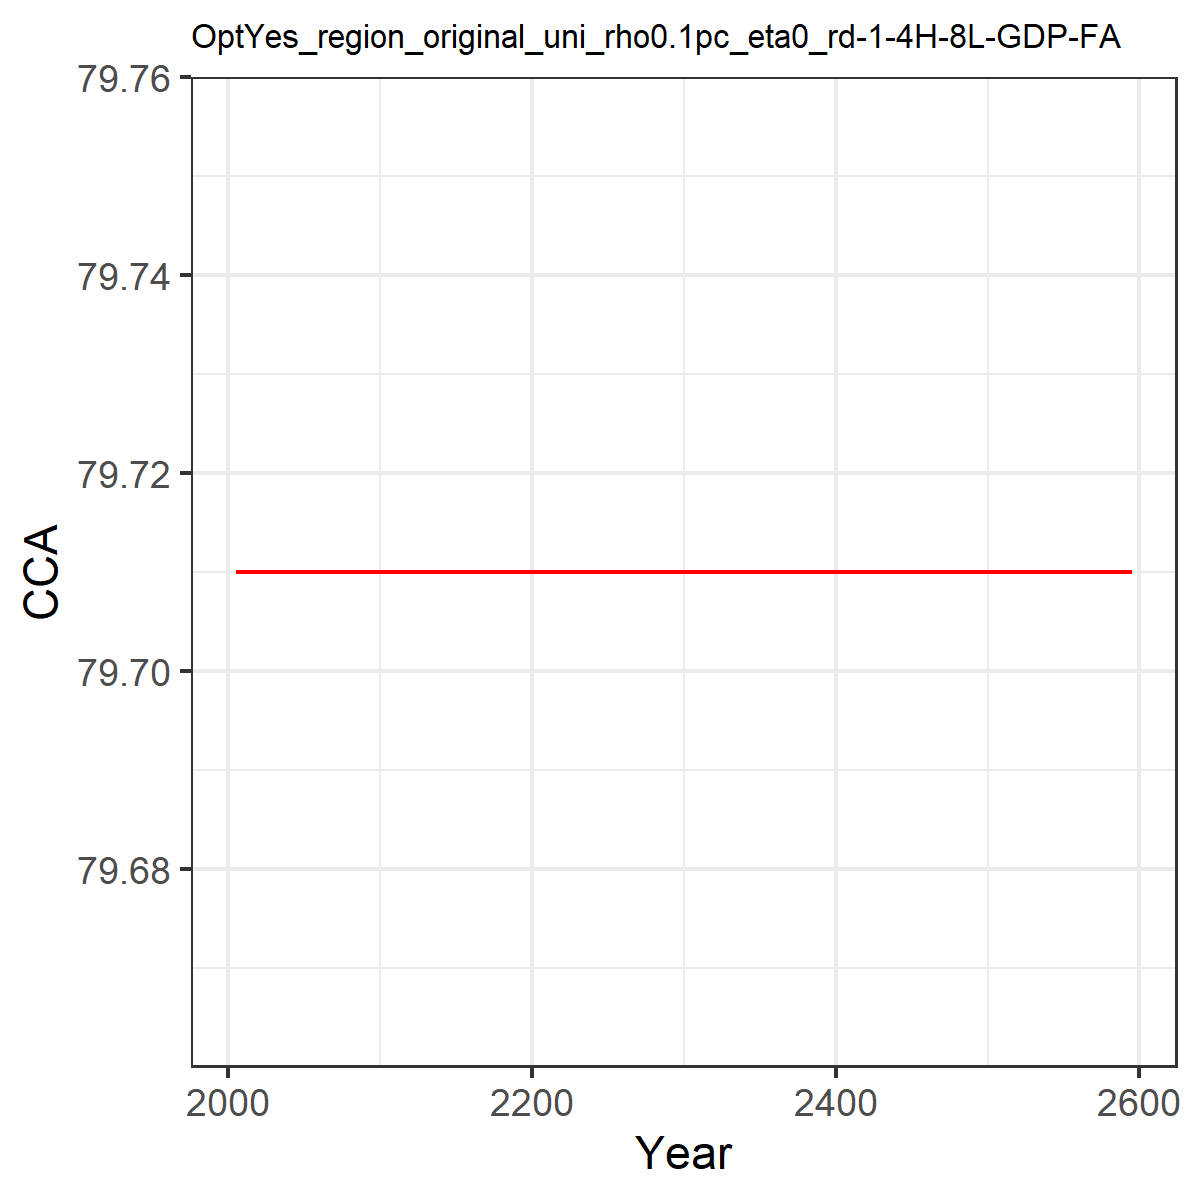 OptYes_region_original_uni_rho0.1pc_eta0_rd-1-4H-8L-GDP-FA
79.76
79.74
79.72
79.70
79.68
CCA
2000 2200 2400 2600
Year